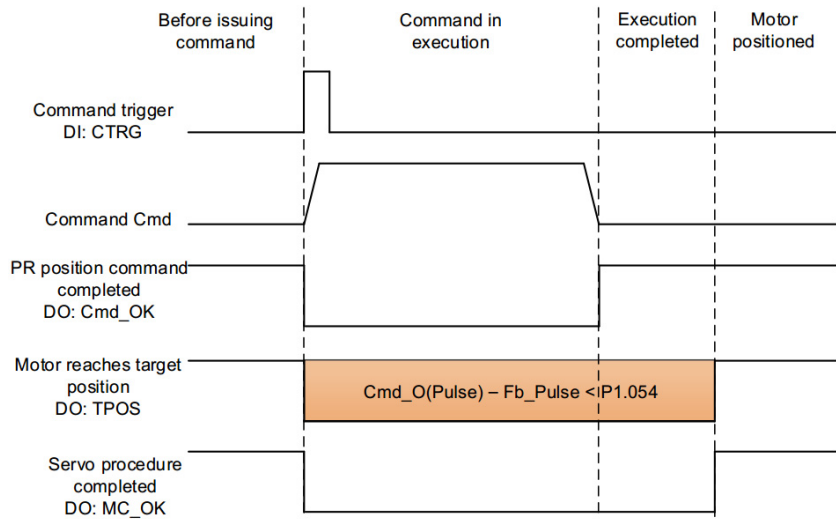 Before issuing
command
Command in
execution
Execution
completed
Motor
positioned
Command trigger
DI: CTRG
Command Cmd
PR position command
completed
DO: Cmd_OK
Motor reaches target
position
DO: TPOS
Cmd_O(Pulse) – Fb_Pulse < P1.054
Servo procedure
completed
DO: MC_OK